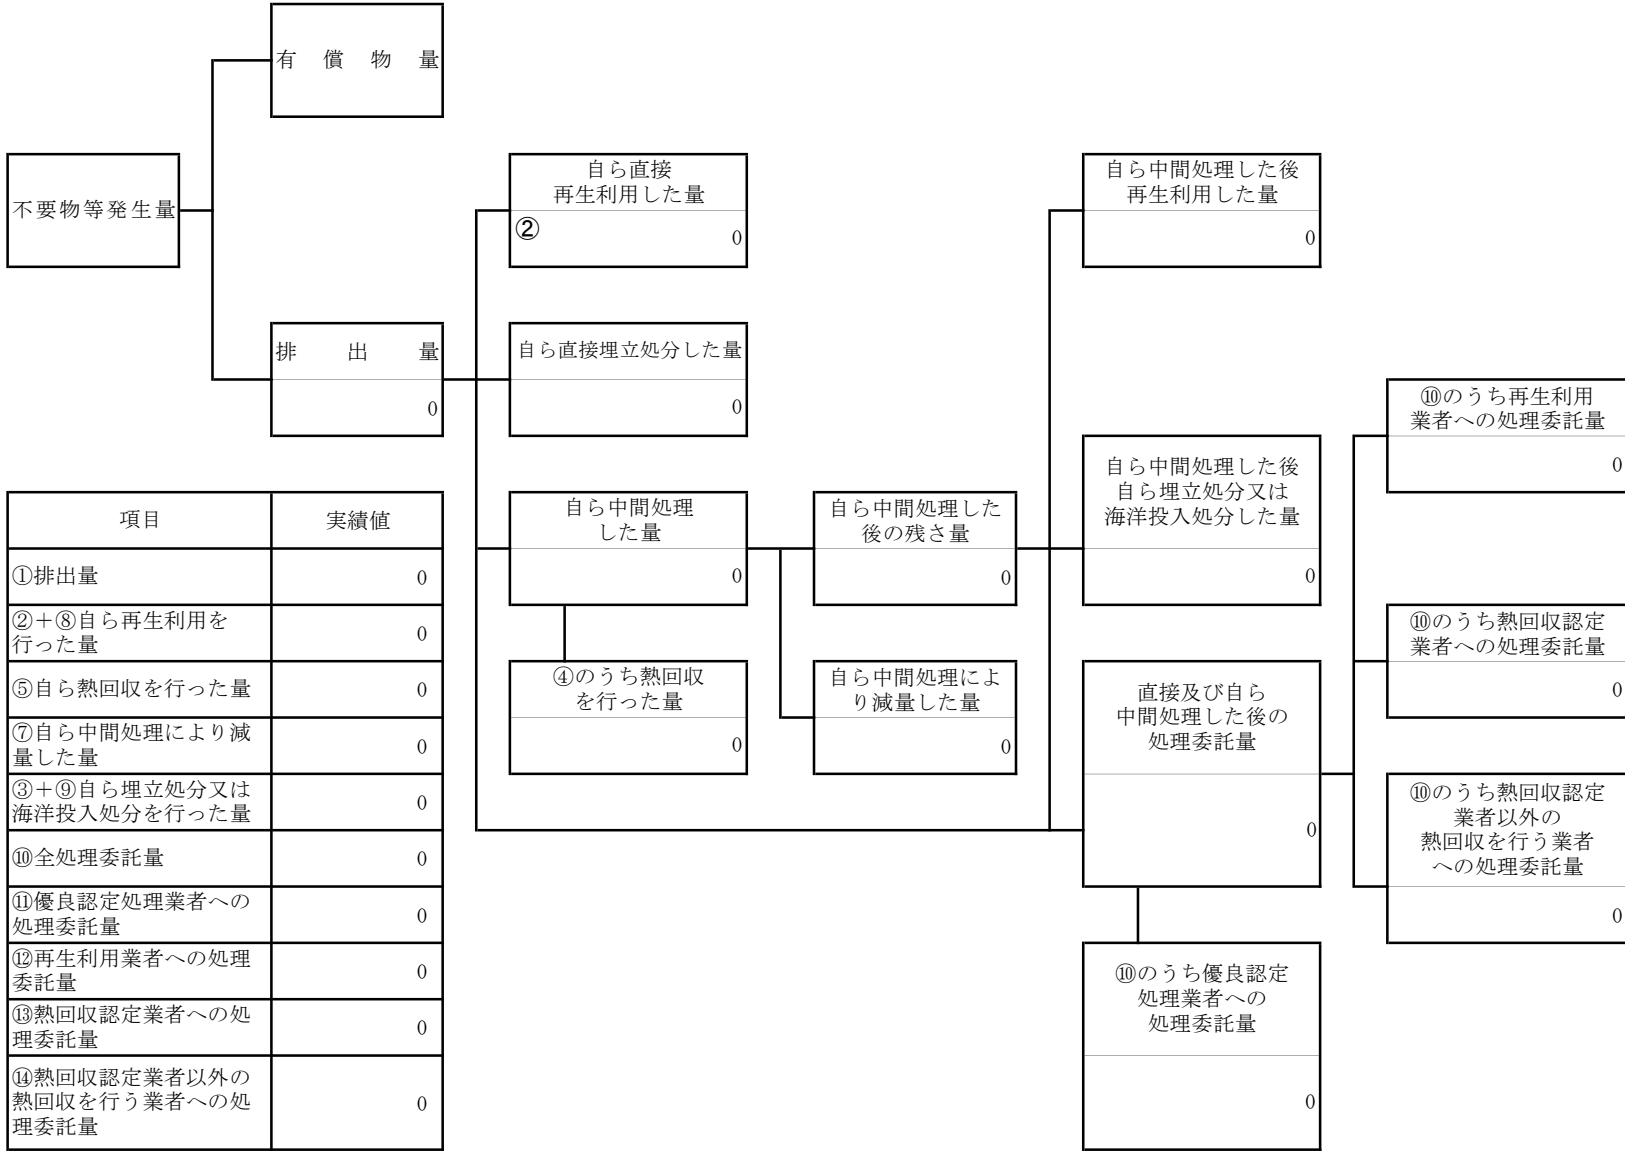 有償物量
不要物等発生量
排出量
0
自ら直接
再生利用した量
②
0
自ら直接埋立処分した量
0
自ら中間処理
した量
0
④のうち熱回収
を行った量
0
自ら中間処理した
後の残さ量
0
自ら中間処理によ
り減量した量
0
自ら中間処理した後
再生利用した量
0
自ら中間処理した後
自ら埋立処分又は
海洋投入処分した量
0
直接及び自ら
中間処理した後の
処理委託量
0
⑩のうち優良認定
処理業者への
処理委託量
0
⑩のうち再生利用
業者への処理委託量
0
⑩のうち熱回収認定
業者への処理委託量
0
⑩のうち熱回収認定
業者以外の
熱回収を行う業者
への処理委託量
0
項目 実績値
①排出量 0
②＋⑧自ら再生利用を
行った量 0
⑤自ら熱回収を行った量 0
⑦自ら中間処理により減
量した量 0
③＋⑨自ら埋立処分又は
海洋投入処分を行った量 0
⑩全処理委託量 0
⑪優良認定処理業者への
処理委託量 0
⑫再生利用業者への処理
委託量 0
⑬熱回収認定業者への処
理委託量 0
⑭熱回収認定業者以外の
熱回収を行う業者への処
理委託量 0